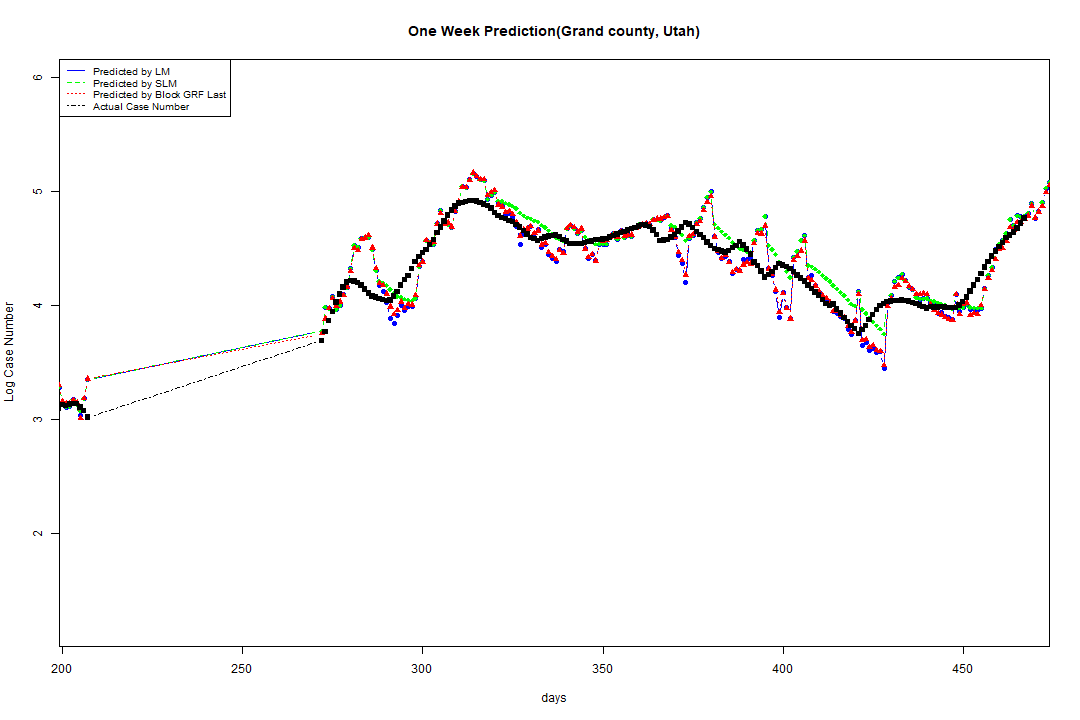 One Week Prediction(Grand county, Utah)
Predicted by LM
Predicted by SLM
Predicted by Block GRF Last
Actual Case Number
6
5
4
3
2
Log Case Number
200 250 300 350 400 450
days